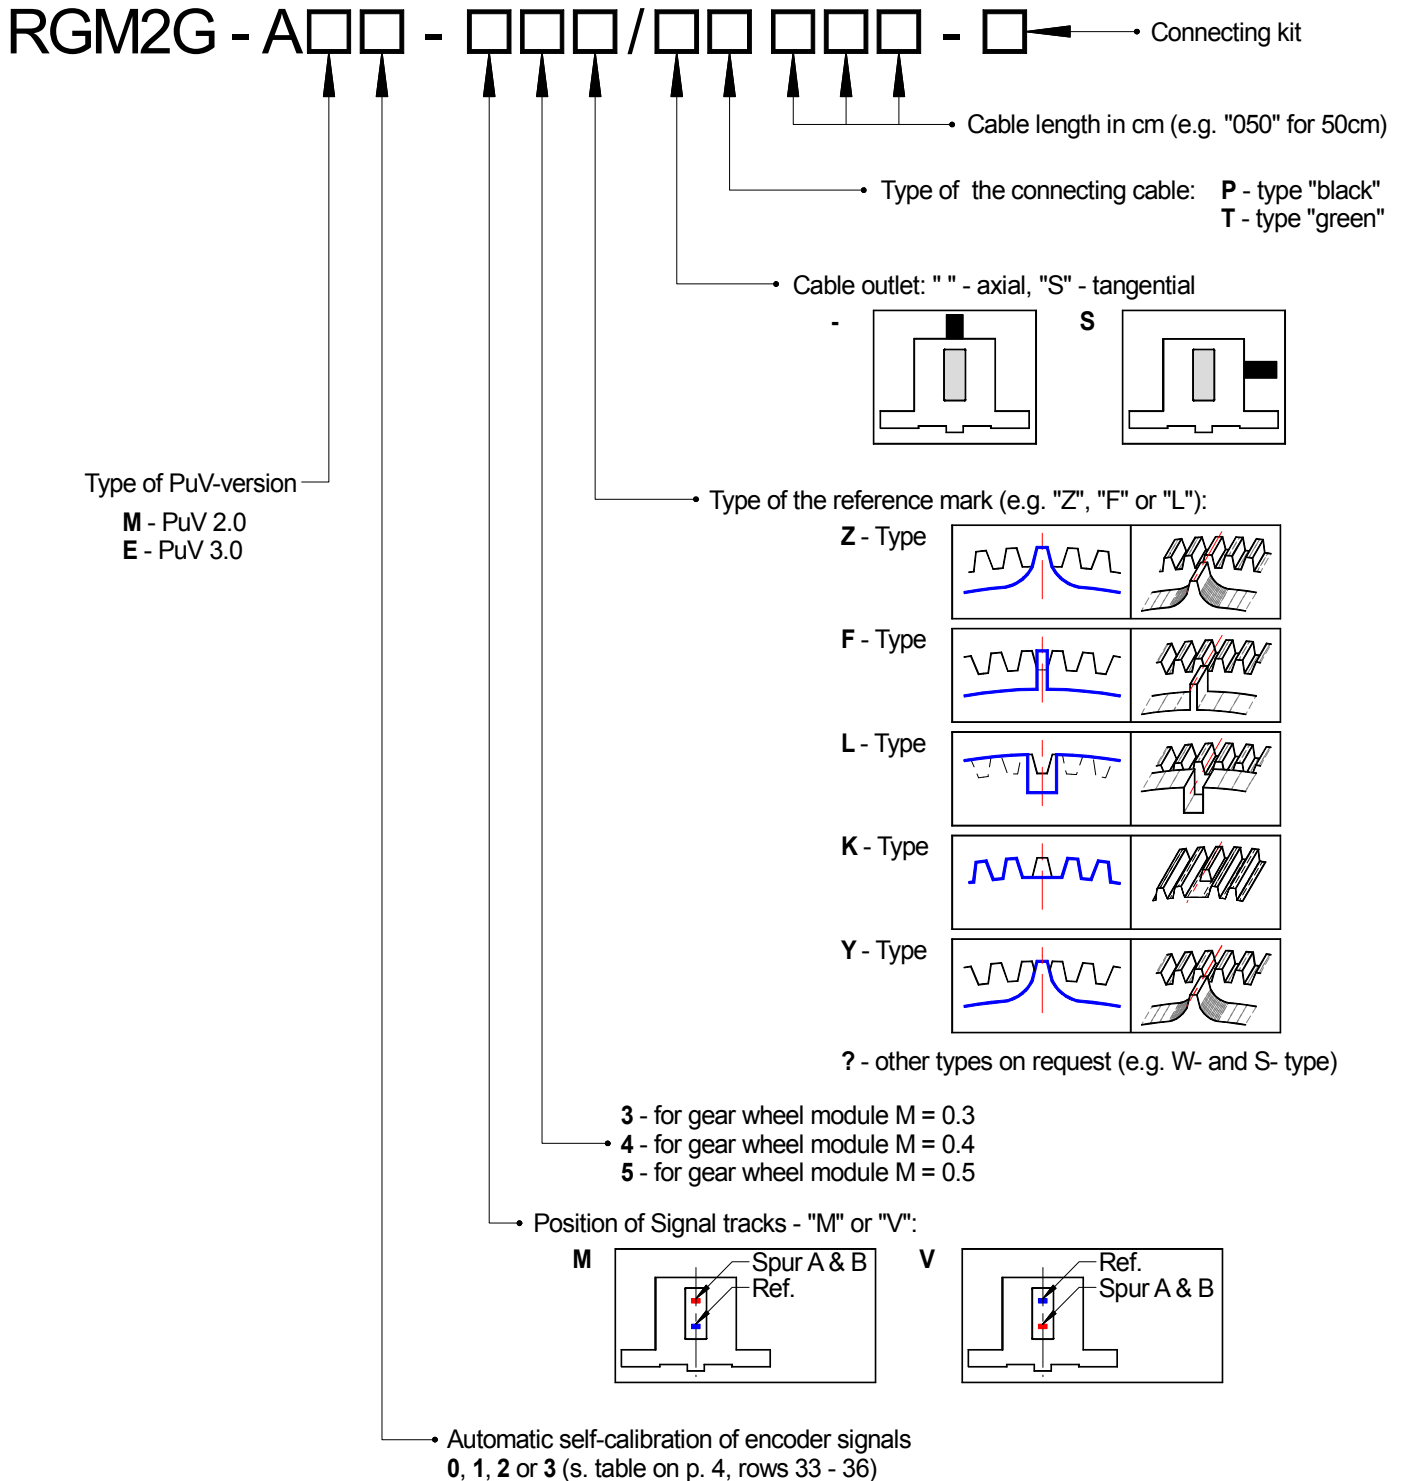 RGM2G - A□□ - □□□/□□ □□□ - □
Connecting kit
Cable length in cm (e.g. "050" for 50cm)
Type of the connecting cable: P - type "black"
T - type "green"
Cable outlet: " " - axial, "S" - tangential
- S
Type of PuV-version
M - PuV 2.0
E - PuV 3.0
Type of the reference mark (e.g. "Z", "F" or "L"):
Z - Type
F - Type
L - Type
K - Type
Y - Type
? - other types on request (e.g. W- and S- type)
3 - for gear wheel module M = 0.3
4 - for gear wheel module M = 0.4
5 - for gear wheel module M = 0.5
Position of Signal tracks - "M" or "V":
M
Spur A & B
Ref.
V
Ref.
Spur A & B
Automatic self-calibration of encoder signals
0, 1, 2 or 3 (s. table on p. 4, rows 33 - 36)